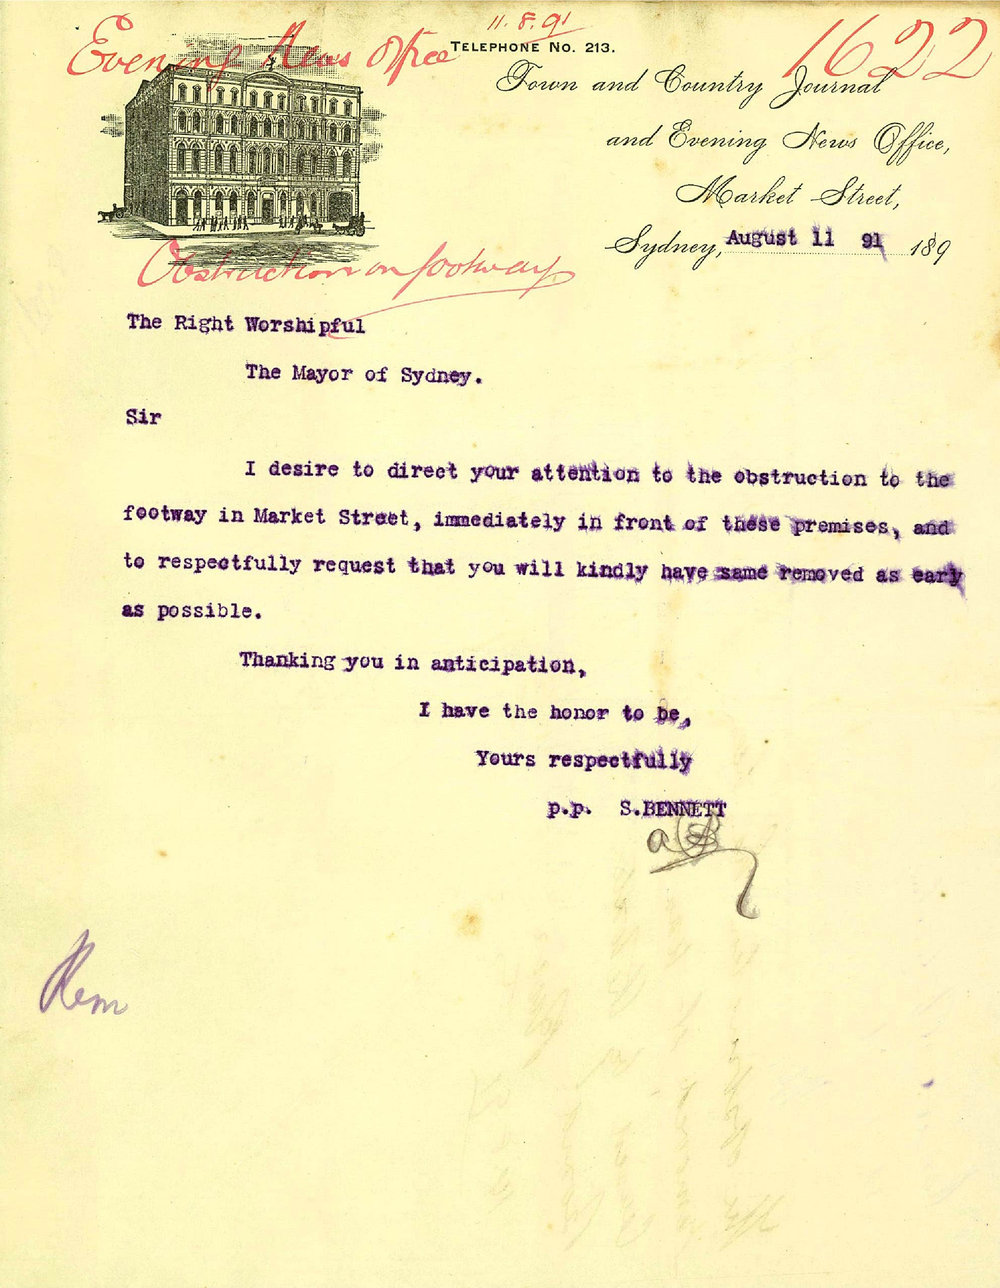 11.8.91
Evening News Office
1622
TELEPHONE NO. 213.
Town and Country Journal
and Evening News Office,
Market Street,
Sydney, August 11 91 189
Obstruction on footway
The Right Worshipful
The Mayor of Sydney.
Sir
I desire to direct your attention to the obstruction to the
footway in Market Street, immediately in front of these premises, and
to respectfully request that you will kindly have same removed as eary
as possible.
Thanking you in anticipation,
I have the honor to be,
Yours respectfully
p.p. S.BENNETT